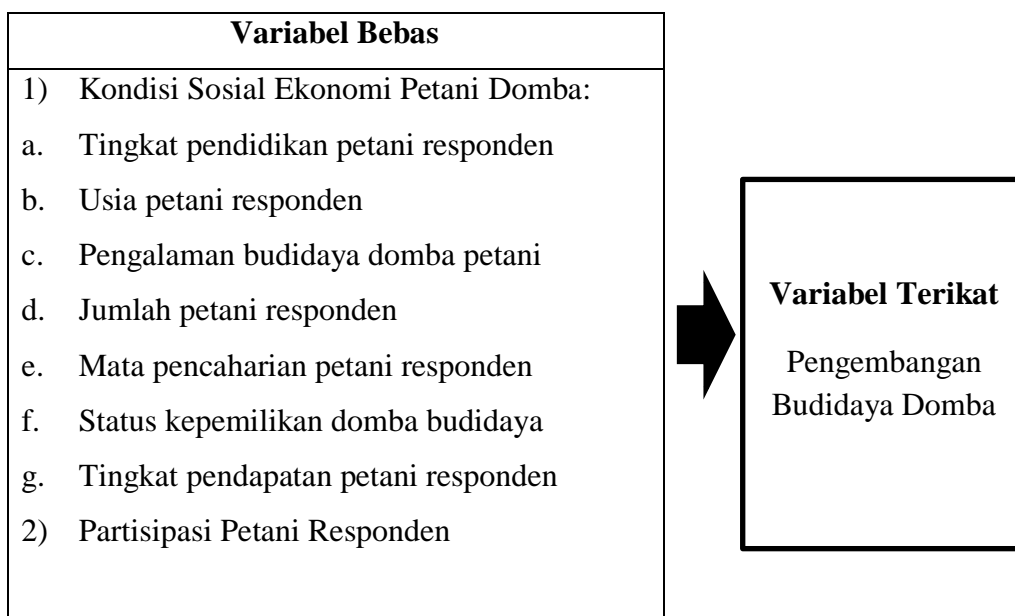 Variabel Bebas
1) Kondisi Sosial Ekonomi Petani Domba:
a. Tingkat pendidikan petani responden
b. Usia petani responden
c. Pengalaman budidaya domba petani
d. Jumlah petani responden
e. Mata pencaharian petani responden
f. Status kepemilikan domba budidaya
g. Tingkat pendapatan petani responden
2) Partisipasi Petani Responden
Variabel Terikat
Pengembangan
Budidaya Domba